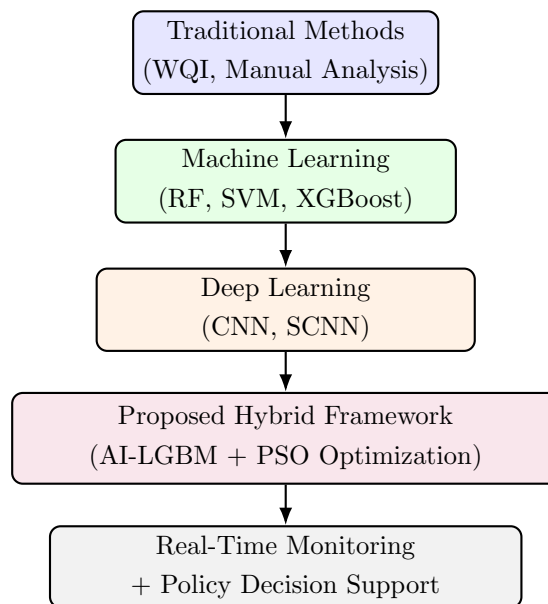 Traditional Methods
(WQI, Manual Analysis)
Machine Learning
(RF, SVM, XGBoost)
Deep Learning
(CNN, SCNN)
Proposed Hybrid Framework
(AI-LGBM + PSO Optimization)
Real-Time Monitoring
+ Policy Decision Support